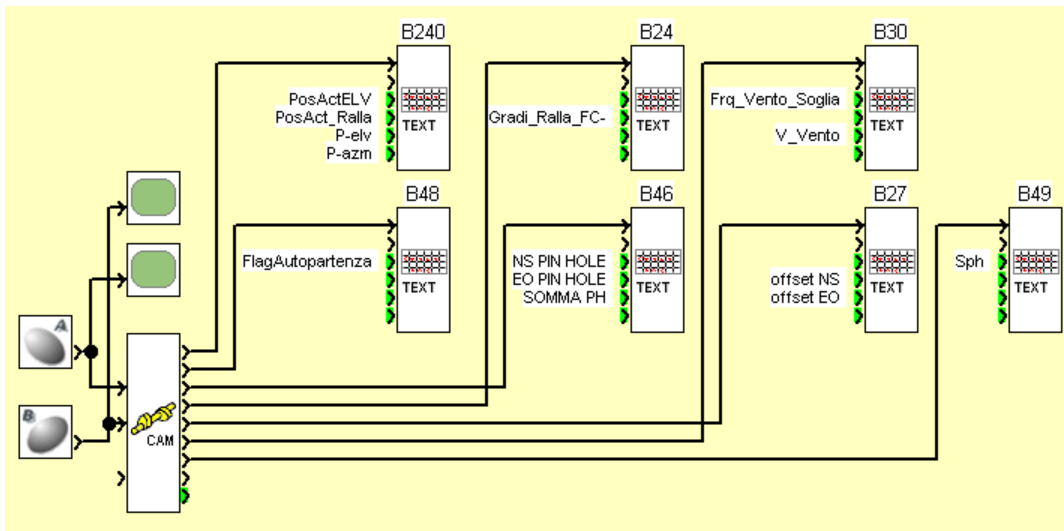 B240
B24
B30
PosActELV
PosAct_Ralla
P-elv
P-azm
TEXT
Gradi_Ralla_FC-
TEXT
Frq_Vento_Soglia
V_Vento
TEXT
B48
B46
B27
B49
FlagAutopartenza
TEXT
NS PIN HOLE
EO PIN HOLE
SOMMA PH
TEXT
offset NS
offset EO
TEXT
Sph
TEXT
A
B
CAM